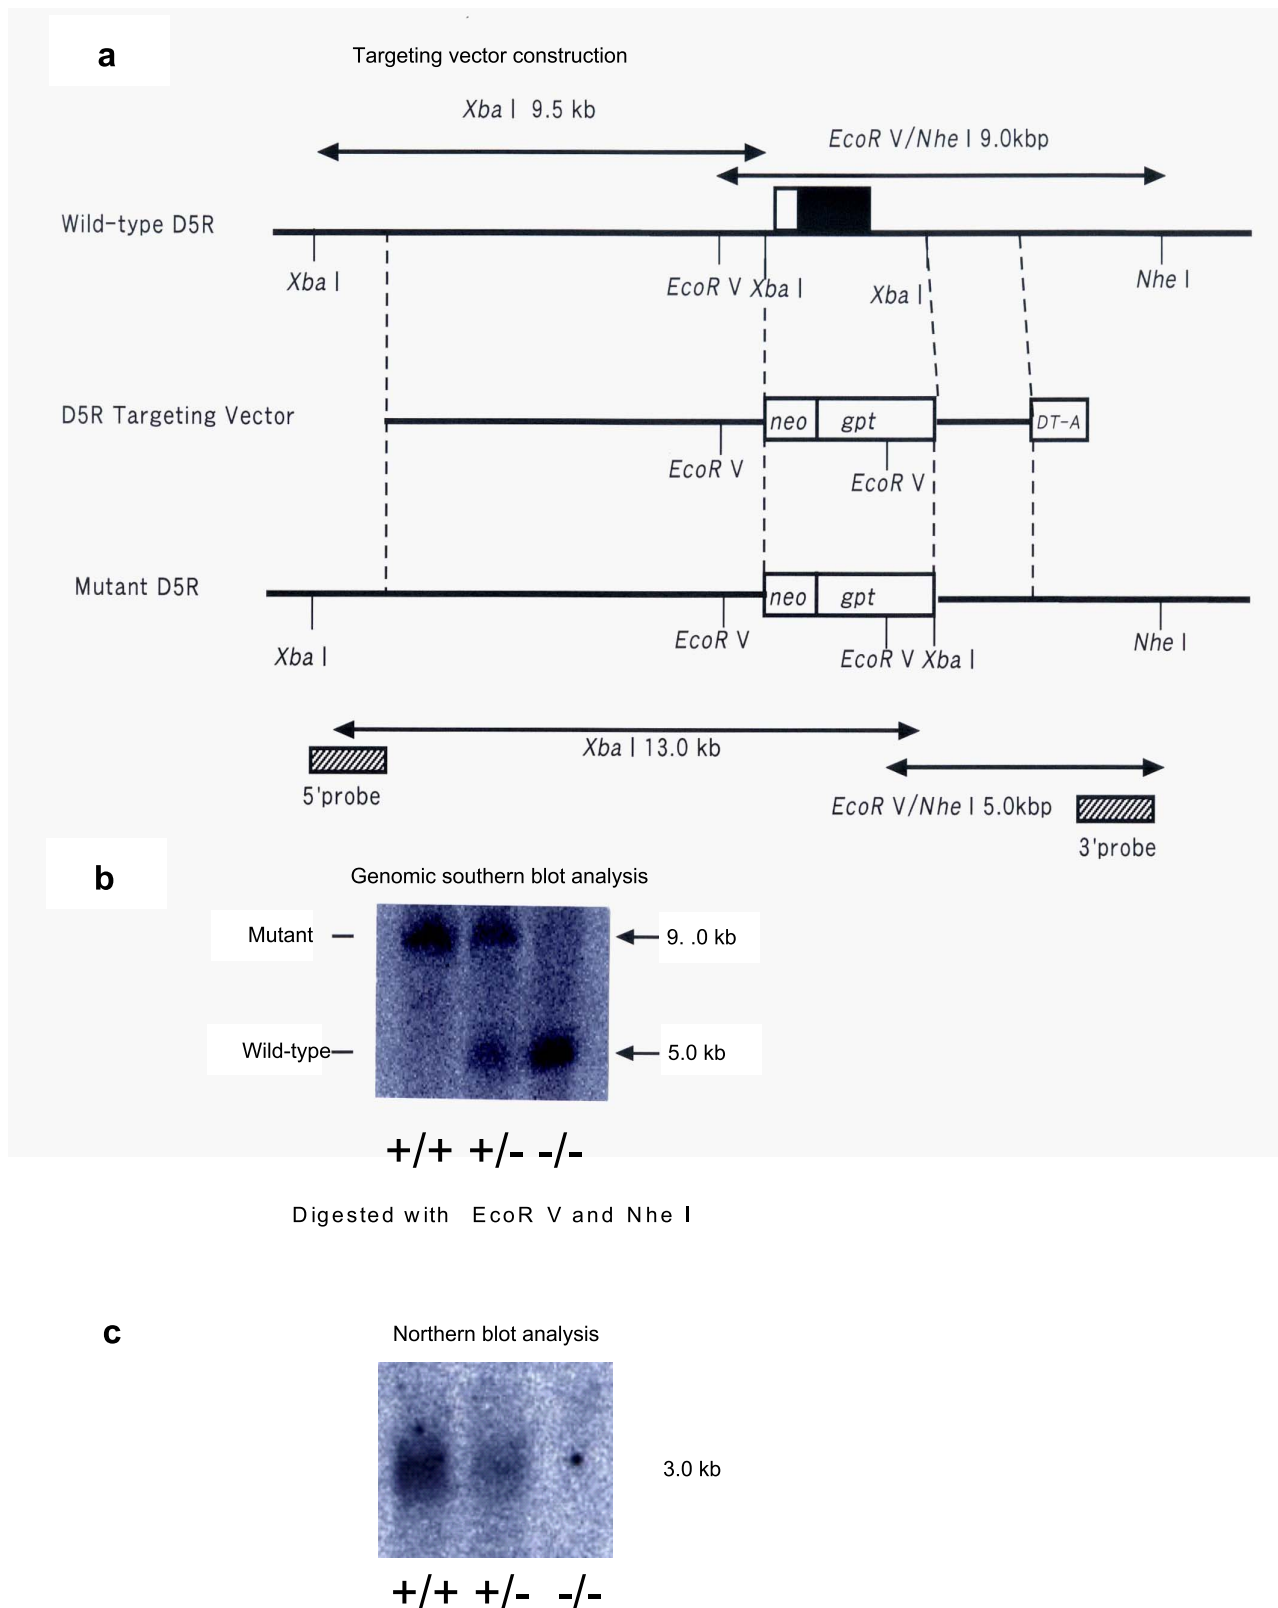 a
Targeting vector construction
Xba I 9.5 kb
EcoR V/Nhe I 9.0kbp
Wild-type D5R
Xba I
EcoR V Xba I
Xba I
Nhe I
D5R Targeting Vector
neo gpt
DT-A
EcoR V
EcoR V
Mutant D5R
neo gpt
Xba I
EcoR V
EcoR V Xba I
Nhe I
Xba I 13.0 kb
5'probe
EcoR V/Nhe I 5.0kbp
3'probe
b
Genomic southern blot analysis
Mutant
9. .0 kb
Wild-type
5.0 kb
+/+ +/- -/-
Digested with EcoR V and Nhe I
c
Northern blot analysis
3.0 kb
+/+ +/- -/-